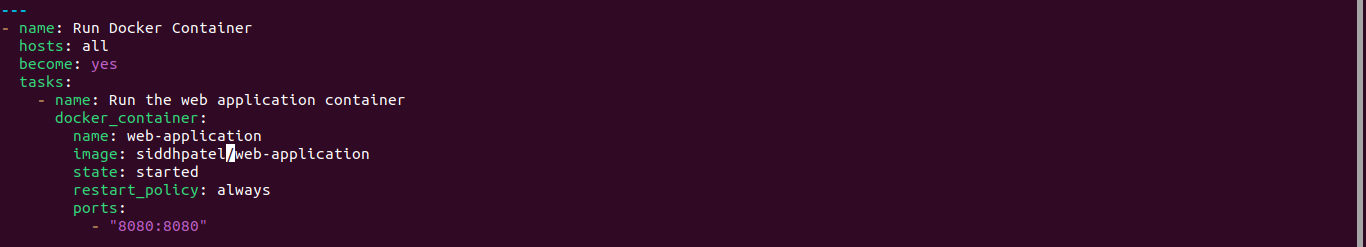 ---
- name: Run Docker Container
  hosts: all
  become: yes
  tasks:
    - name: Run the web application container
      docker_container:
        name: web-application
        image: siddhpatel/web-application
        state: started
        restart_policy: always
        ports:
          - "8080:8080"